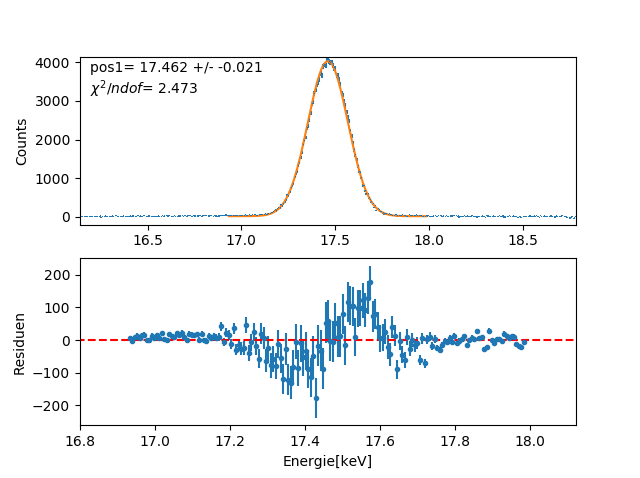 pos1= 17.462 +/- -0.021
χ²/ndof= 2.473
Counts
4000
3000
2000
1000
0
16.5 17.0 17.5 18.0 18.5
Residuen
200
100
0
−100
−200
16.8 17.0 17.2 17.4 17.6 17.8 18.0
Energie[keV]